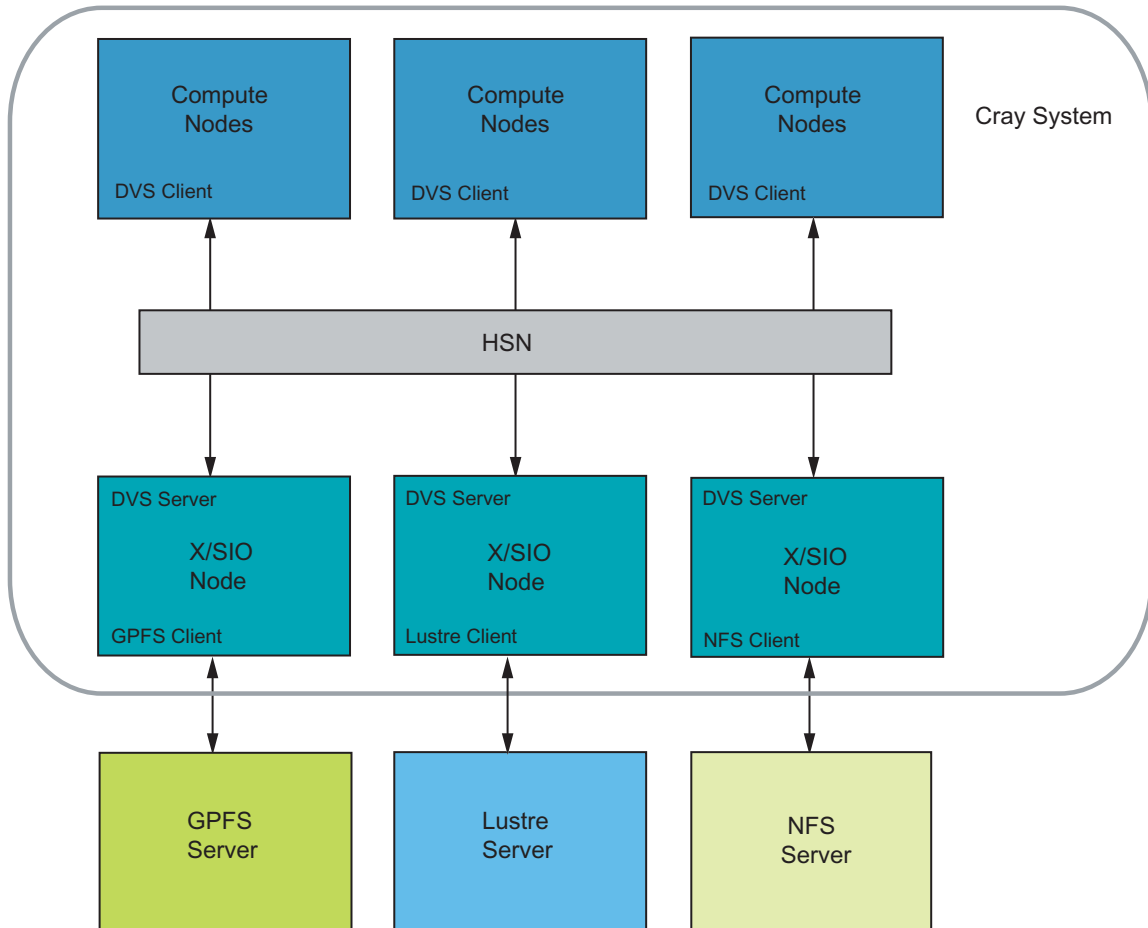 Compute
Nodes
DVS Client
Compute
Nodes
DVS Client
Compute
Nodes
DVS Client
Cray System
HSN
DVS Server
X/SIO
Node
GPFS Client
DVS Server
X/SIO
Node
Lustre Client
DVS Server
X/SIO
Node
NFS Client
GPFS
Server
Lustre
Server
NFS
Server